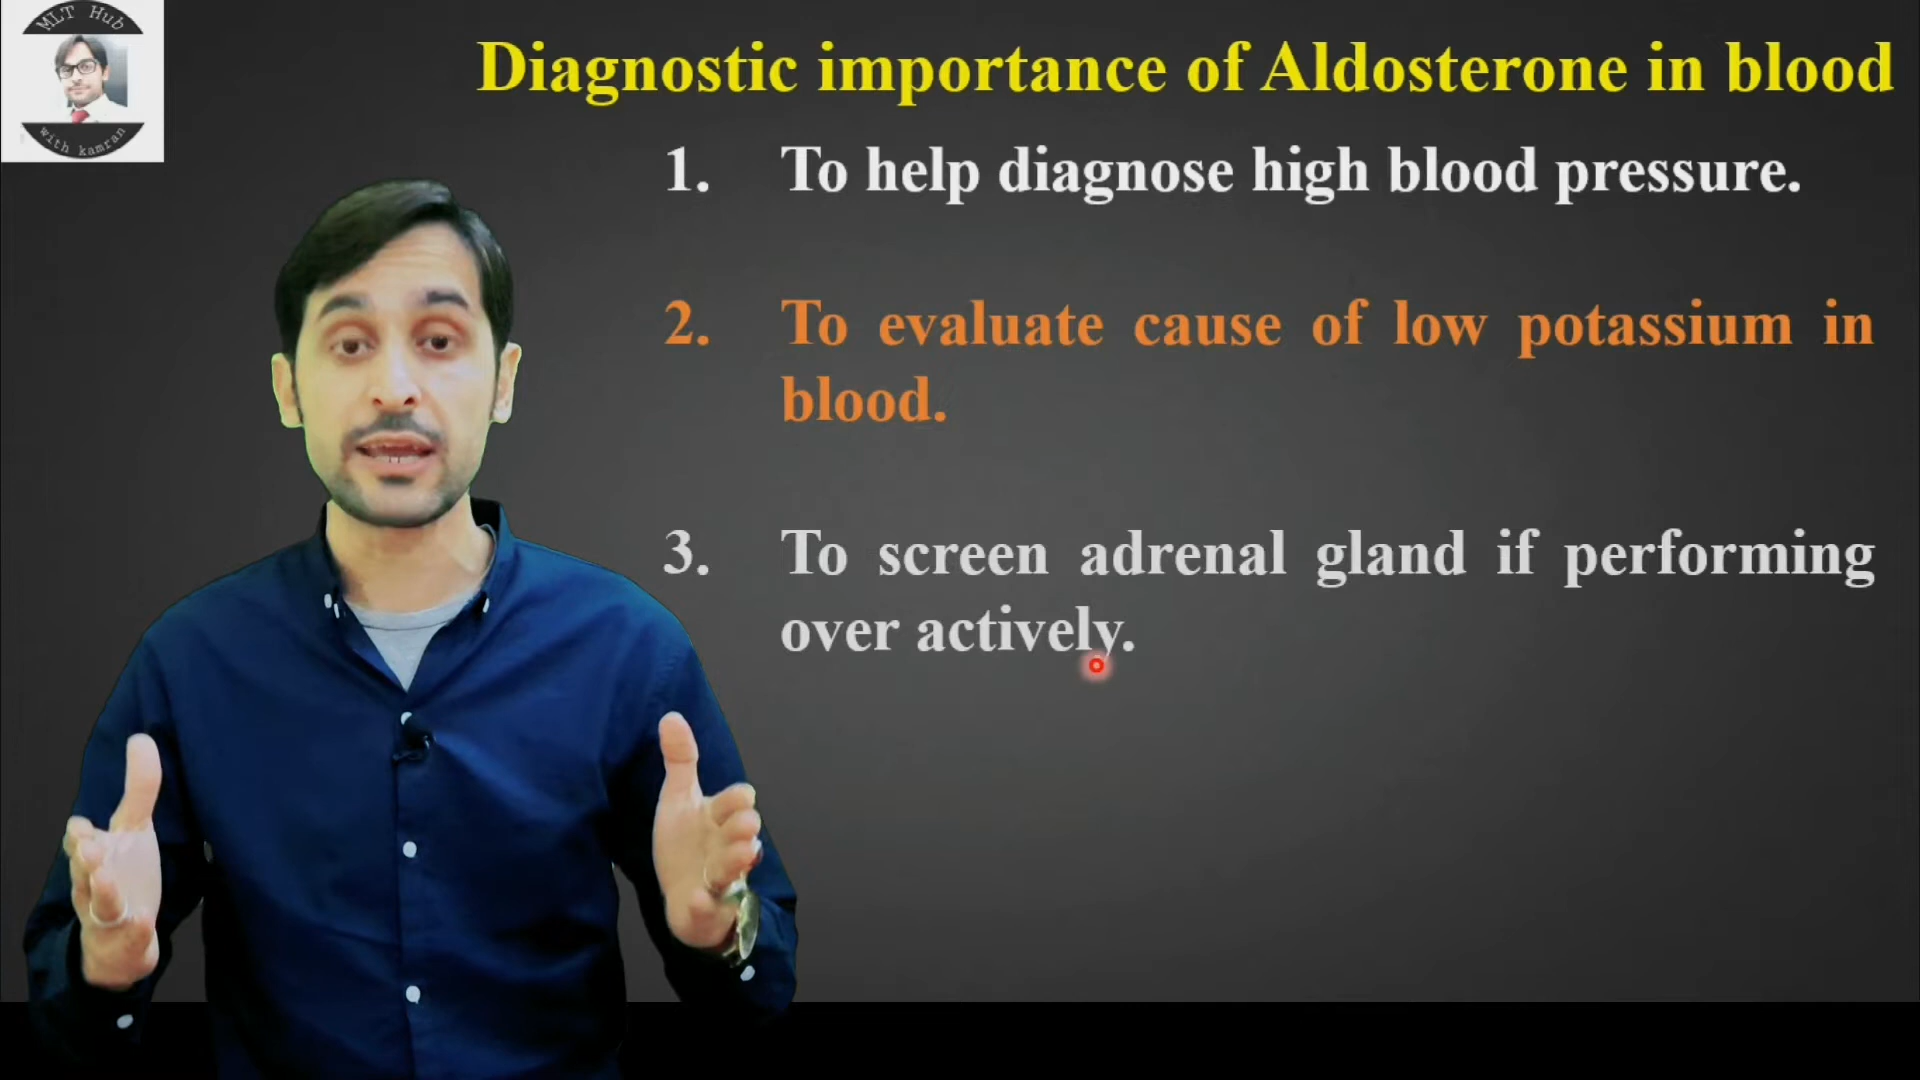 MLT Hub
with kamran
Diagnostic importance of Aldosterone in blood
1. To help diagnose high blood pressure.
2. To evaluate cause of low potassium in
blood.
3. To screen adrenal gland if performing
over actively.